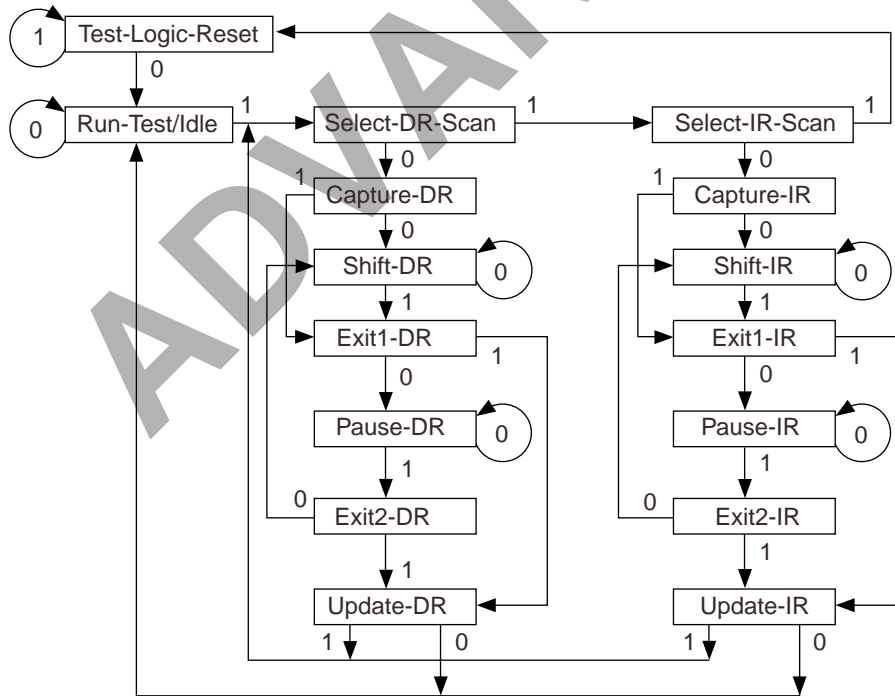 Test-Logic-Reset
1
0
Run-Test/Idle
0
1
Select-DR-Scan
1
Select-IR-Scan
1
0
0
1
Capture-DR
1
Capture-IR
0
0
Shift-DR
0
Shift-IR
0
1
1
Exit1-DR
1
Exit1-IR
1
0
0
Pause-DR
0
Pause-IR
0
1
1
0
Exit2-DR
0
Exit2-IR
1
1
Update-DR
Update-IR
1
0
1
0